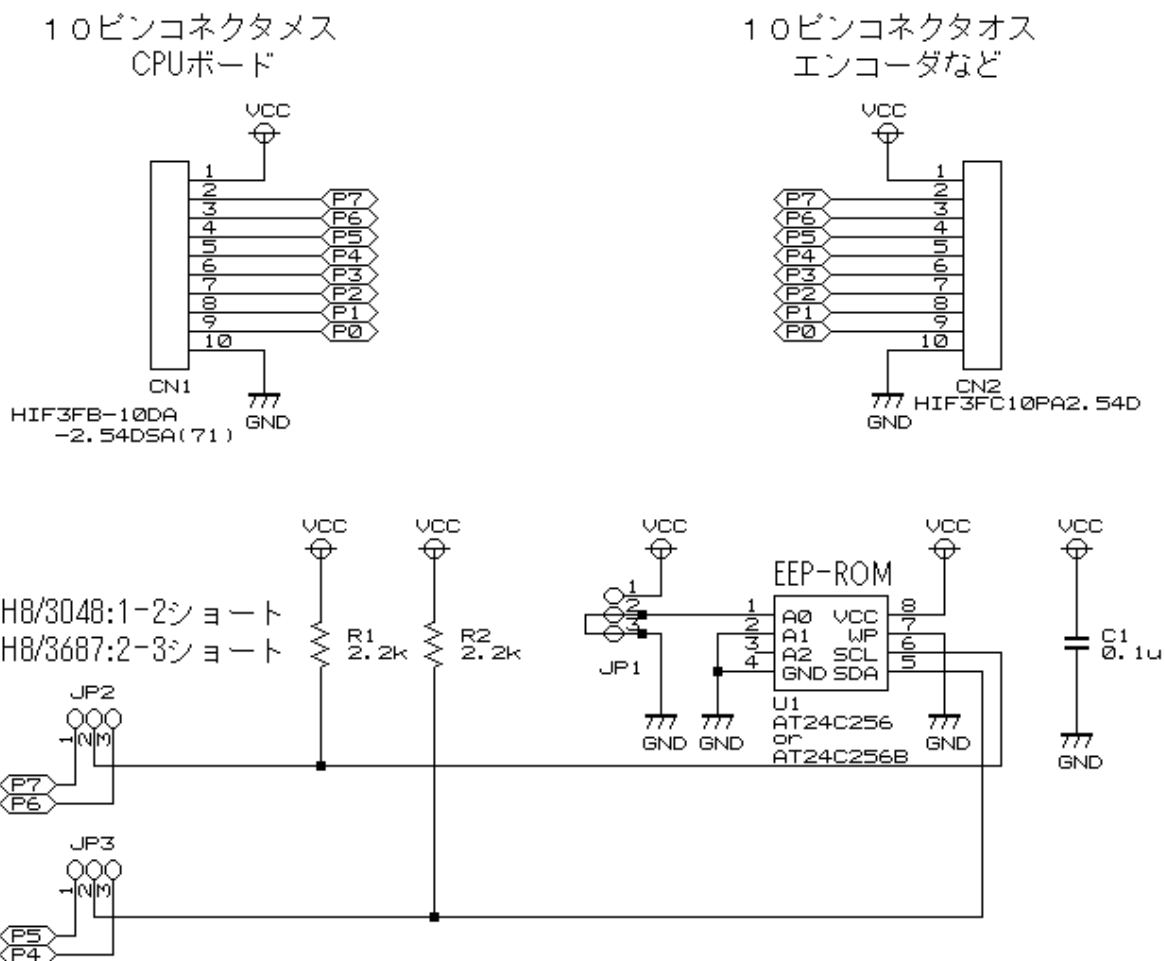 10ピンコネクタメス
CPUボード
10ピンコネクタオス
エンコーダなど
VCC
VCC
1
2
3
4
5
6
7
8
9
10
P7
P6
P5
P4
P3
P2
P1
P0
P7
P6
P5
P4
P3
P2
P1
P0
1
2
3
4
5
6
7
8
9
10
CN1
HIF3FB-10DA
-2.54DSA(71)
GND
GND
CN2
HIF3FC10PA2.54D
VCC
VCC
VCC
VCC
VCC
H8/3048:1-2ショート
H8/3687:2-3ショート
R1
2.2k
R2
2.2k
1
2
3
JP1
GND
GND
EEP-ROM
1
2
3
4
A0 VCC
A1 WP
A2 SCL
GND SDA
8
7
6
5
U1
AT24C256
or
AT24C256B
GND
C1
0.1u
GND
JP2
1
2
3
P7
P6
JP3
1
2
3
P5
P4